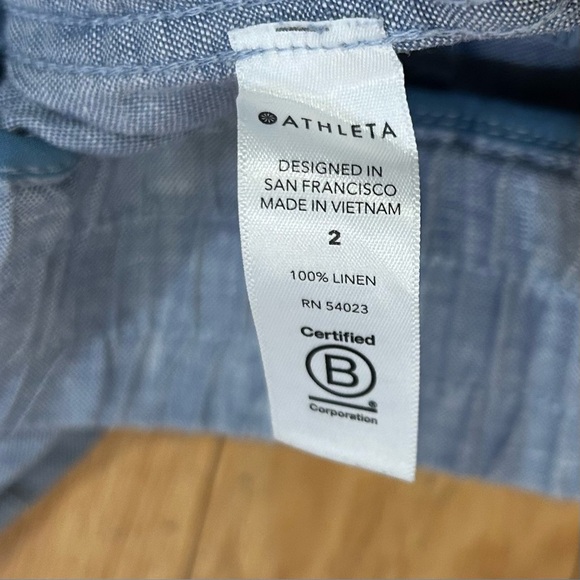 ATHLETA
DESIGNED IN
SAN FRANCISCO
MADE IN VIETNAM
2
100% LINEN
RN 54023
Certified
B
®
Corporation